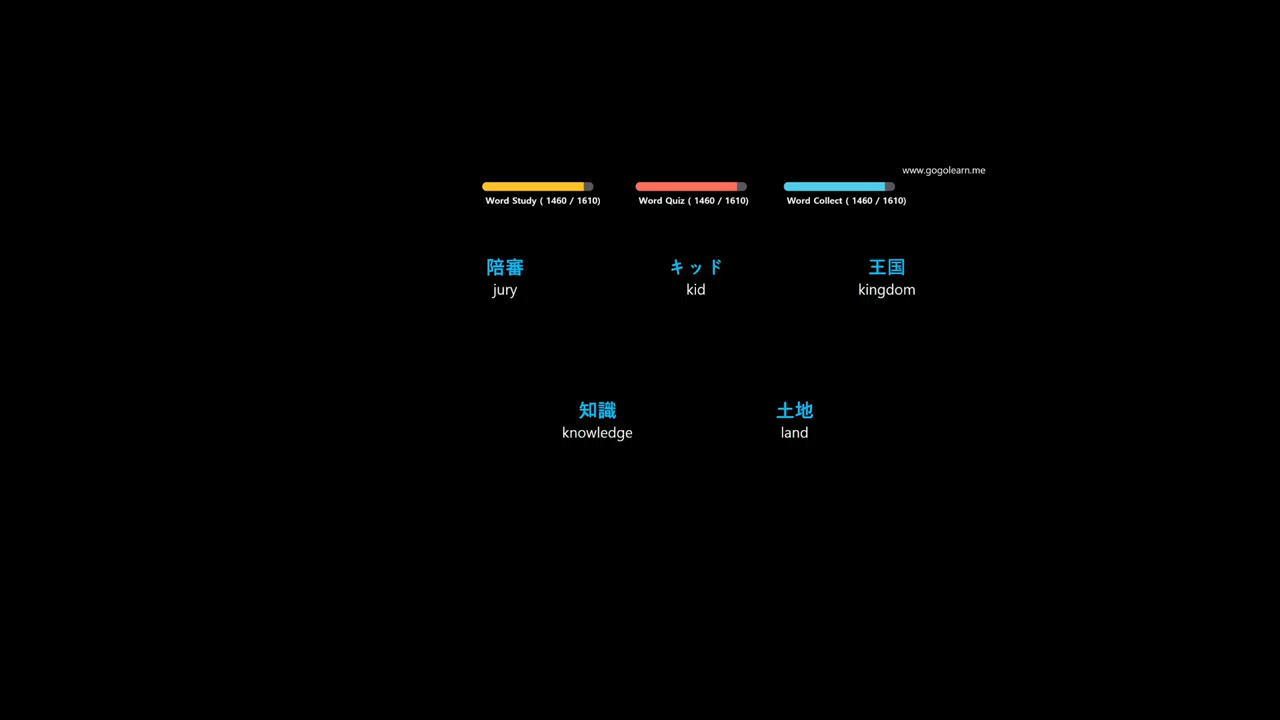 www.gogolearn.me
Word Study ( 1460 / 1610)
Word Quiz ( 1460 / 1610)
Word Collect ( 1460 / 1610)
陪審
jury
キッド
kid
王国
kingdom
知識
knowledge
土地
land